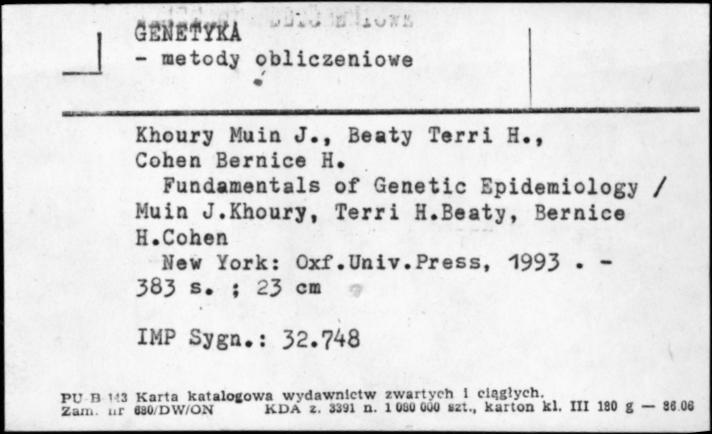 GENETYKA
- metody obliczeniowe
Khoury Muin J., Beaty Terri H.,
Cohen Bernice H.
Fundamentals of Genetic Epidemiology /
Muin J.Khoury, Terri H.Beaty, Bernice
H.Cohen
New York: Oxf.Univ.Press, 1993 . -
383 s. ; 23 cm
IMP Sygn.: 32.748
PU-B 143 Karta katalogowa wydawnictw zwartych i ciągłych.
Zam. nr 680/DW/ON KDA z. 3391 n. 1 080 000 szt., karton kl. III 180 g — 86.06